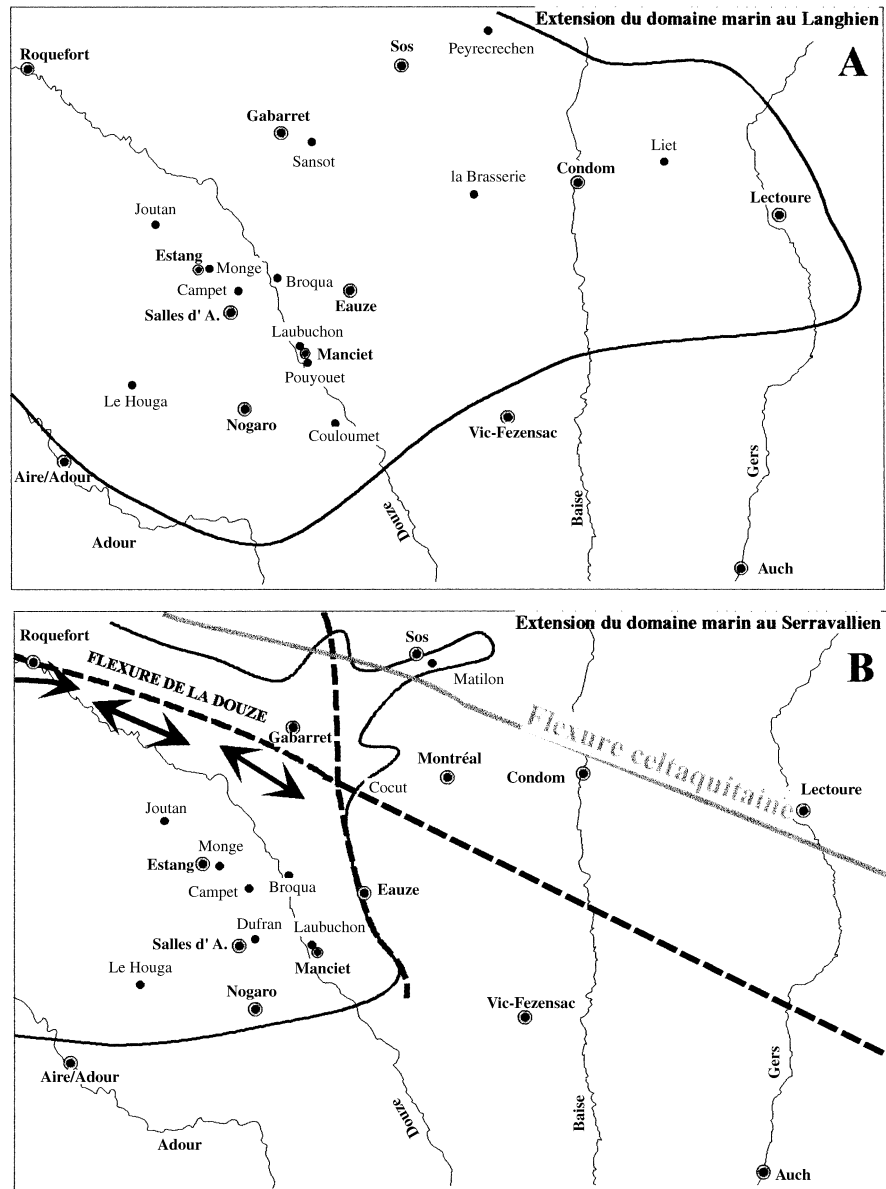 Extension du domaine marin au Langhien
A
Peyrecrechen
Sos
Roquefort
Gabarret
Sansot
la Brasserie
Condom
Liet
Lectoure
Joutan
Estang
Monge
Campet
Broqua
Salles d' A.
Eauze
Laubuchon
Manciet
Pouyouet
Le Houga
Nogaro
Couloumet
Vic-Fezensac
Aire/Adour
Adour
Douze
Baise
Gers
Auch
Extension du domaine marin au Serravallien
B
Roquefort
Sos
Matilon
FLEXURE DE LA DOUZE
Gabarret
Flexure celtaquitaine
Montréal
Condom
Cocut
Lectoure
Joutan
Estang
Monge
Campet
Broqua
Eauze
Dufran
Laubuchon
Salles d' A.
Manciet
Le Houga
Nogaro
Vic-Fezensac
Aire/Adour
Adour
Douze
Baise
Gers
Auch